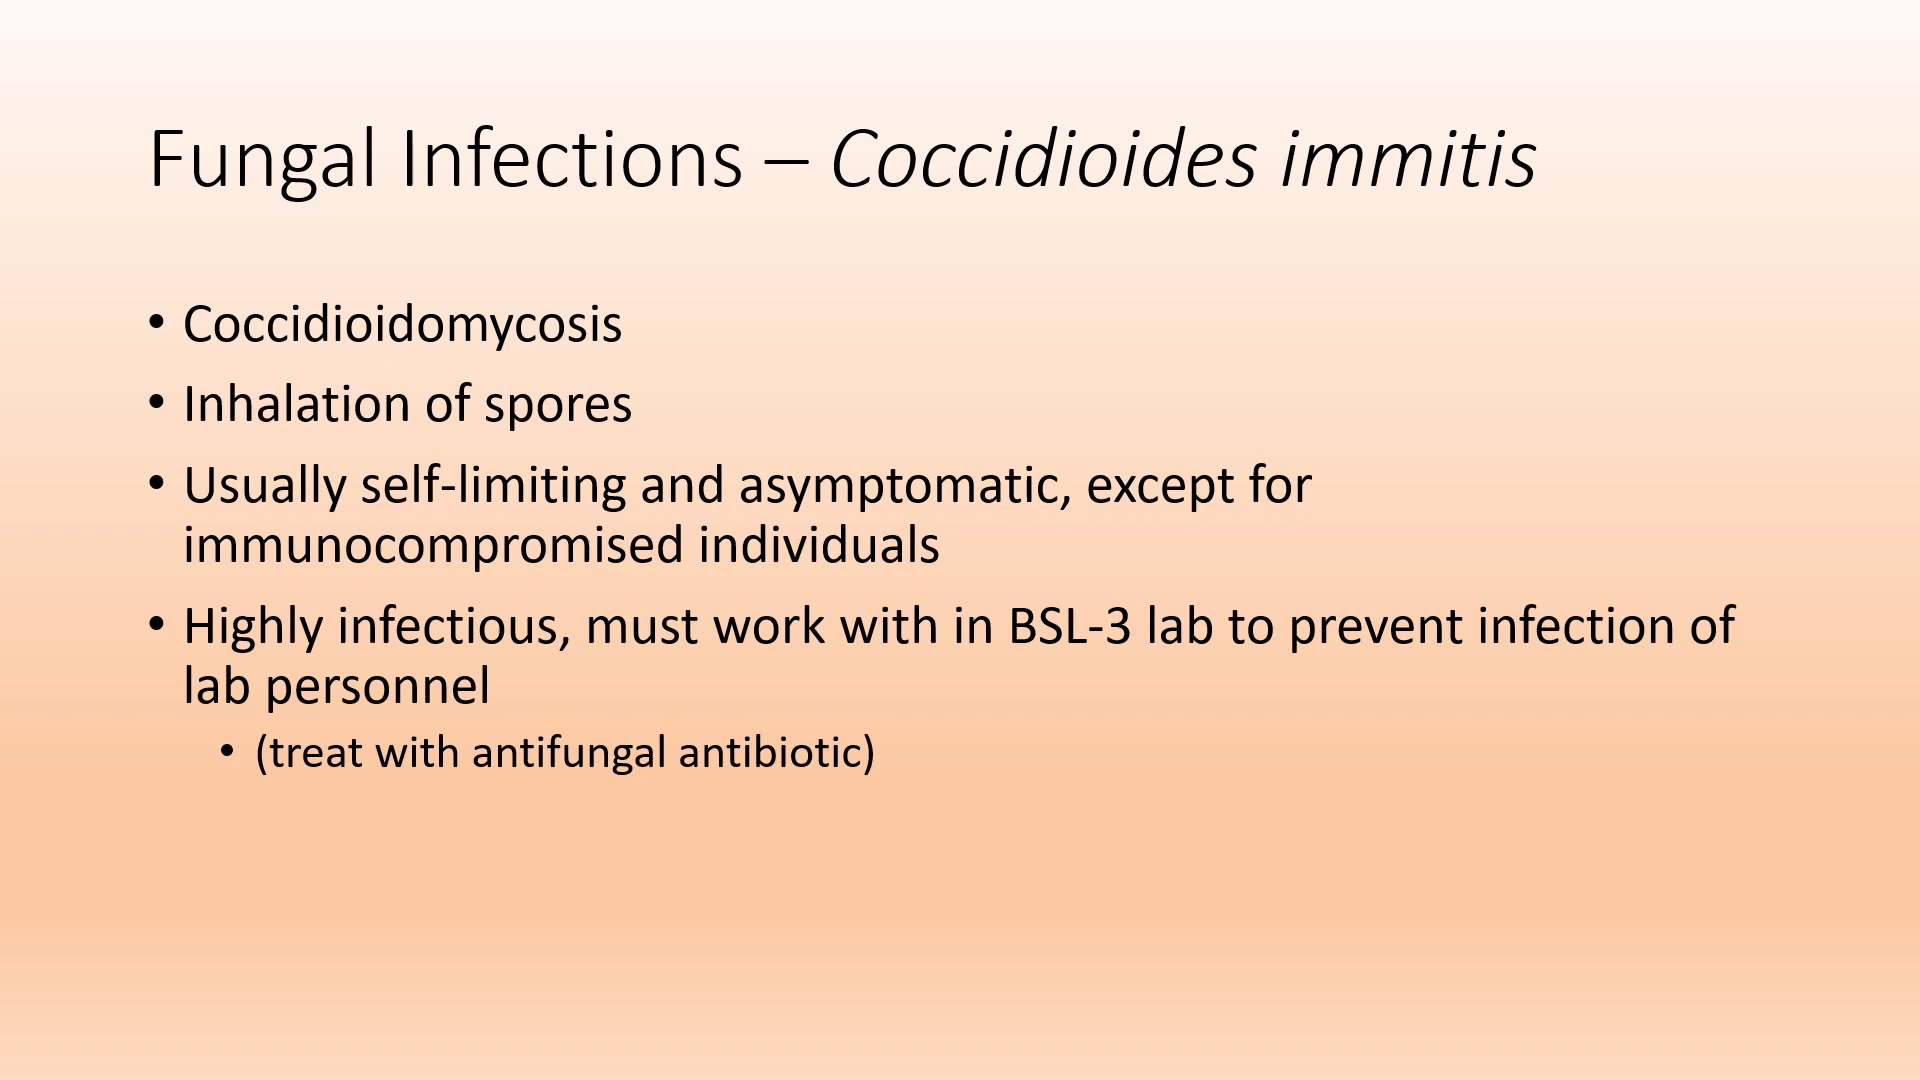 Fungal Infections – Coccidioides immitis
• Coccidioidomycosis
• Inhalation of spores
• Usually self-limiting and asymptomatic, except for
immunocompromised individuals
• Highly infectious, must work with in BSL-3 lab to prevent infection of
lab personnel
• (treat with antifungal antibiotic)